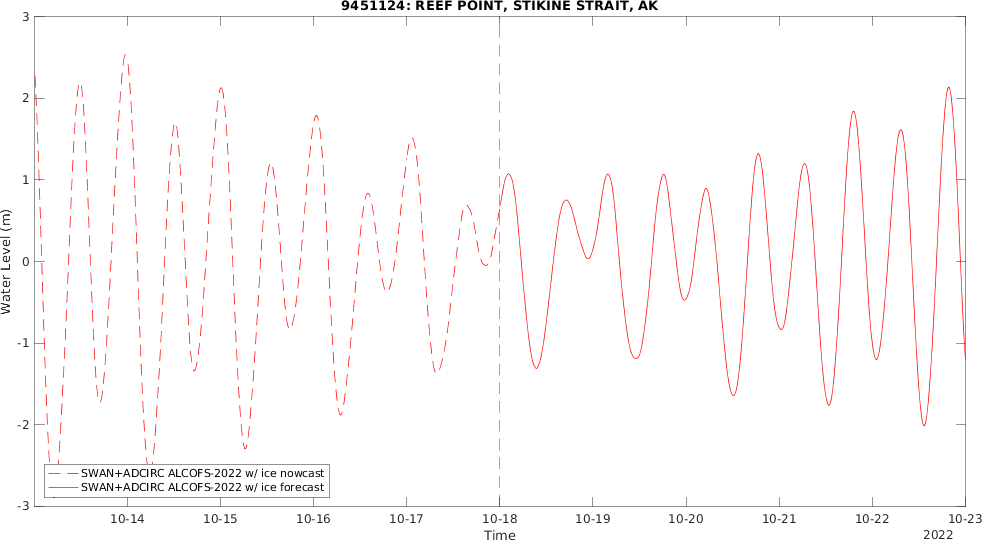 9451124: REEF POINT, STIKINE STRAIT, AK
Water Level (m)
3
2
1
0
-1
-2
-3
SWAN+ADCIRC ALCOFS-2022 w/ ice nowcast
SWAN+ADCIRC ALCOFS-2022 w/ ice forecast
10-14 10-15 10-16 10-17 10-18 10-19 10-20 10-21 10-22 10-23
Time
2022